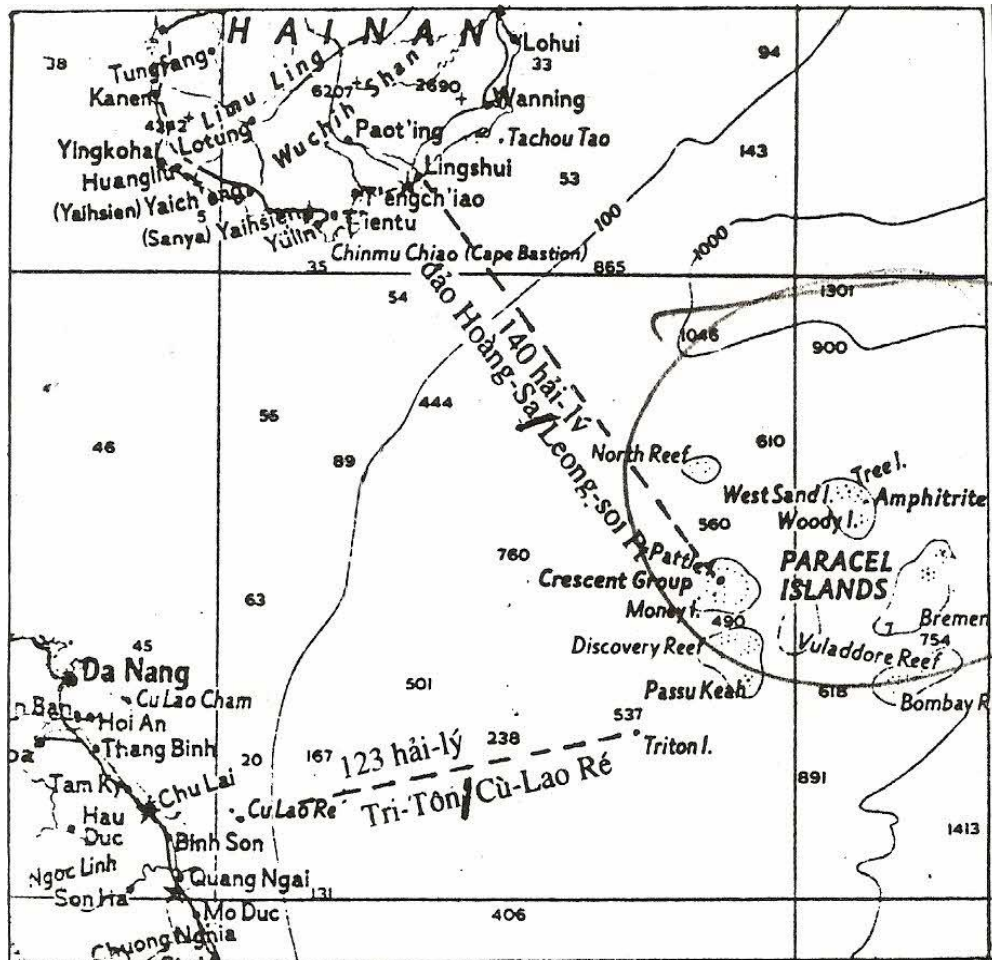 HAINAN
Lohui
94
38
Tungfang
33
Limu Ling
6207
Wuchih Shan
2690
Kanen
Wanning
Lotung
Paot'ing
Tachou Tao
143
Yingkohai
Lingshui
Huangliu
53
(Yaihsien) Yaich'eng
T'engch'iao
5
(Sanya) Yaihsien
Yulin
Tientu
100
1000
Chinmu Chiao (Cape Bastion)
35
865
54
1301
1046
900
đảo Hoàng-Sa/Leong-soi Pt
140 hải-lý
444
56
46
89
610
North Reef
Tree I.
West Sand I.
Amphitrite
Woody I.
560
760
Pattle I.
PARACEL
ISLANDS
Crescent Group
63
Money I.
490
Bremen
45
Discovery Reef
Vuladdore Reef
754
Da Nang
501
Passu Keah
618
Bombay R
Cu Lao Cham
n Ban
Hoi An
537
Thang Binh
238
Triton I.
20
167
123 hải-lý
891
Tam Ky
Chu Lai
Cu Lao Re
Tri-Tôn/Cù-Lao Ré
Hau
Duc
1413
Binh Son
Ngoc Linh
Quang Ngai
Son Ha
131
Mo Duc
406
Chuong Nghia